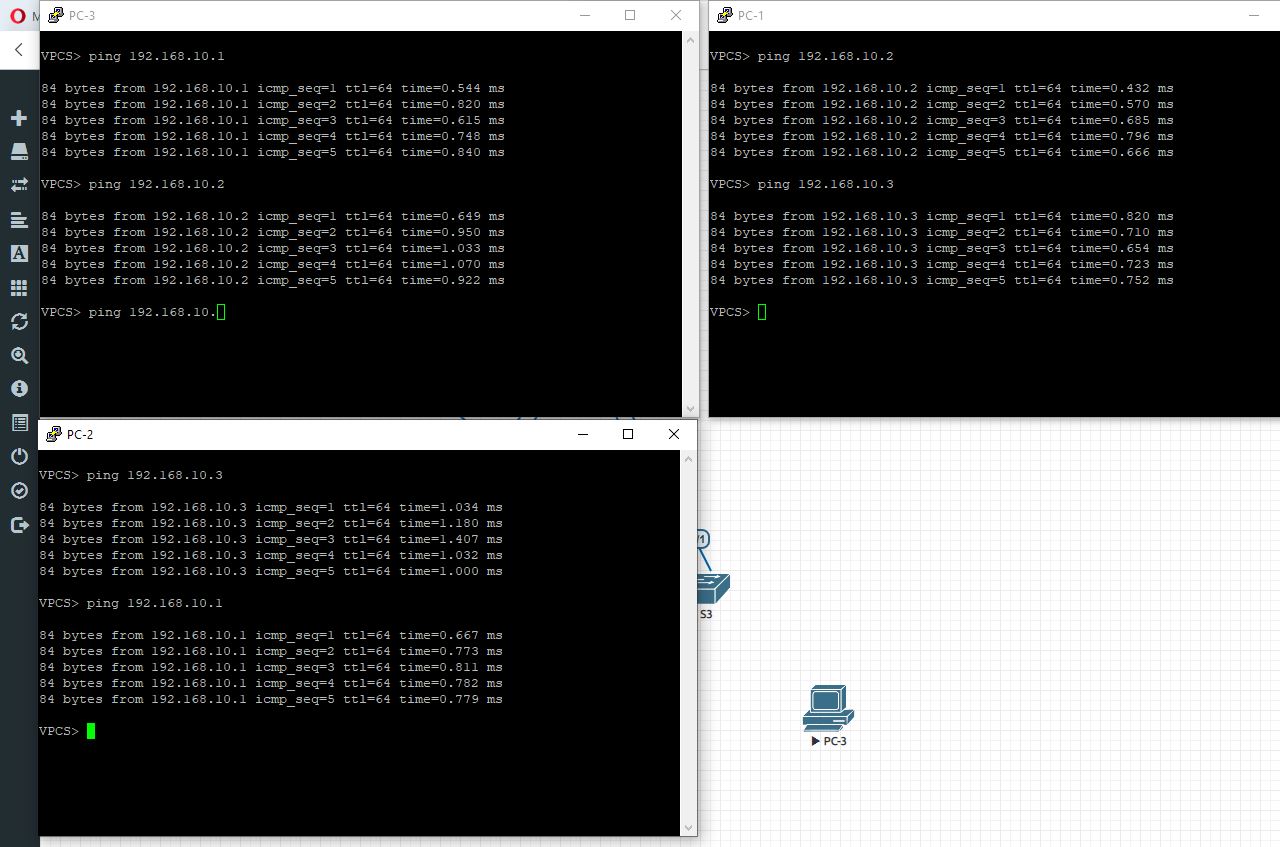 M
PC-3
VPCS> ping 192.168.10.1
84 bytes from 192.168.10.1 icmp_seq=1 ttl=64 time=0.544 ms
84 bytes from 192.168.10.1 icmp_seq=2 ttl=64 time=0.820 ms
84 bytes from 192.168.10.1 icmp_seq=3 ttl=64 time=0.615 ms
84 bytes from 192.168.10.1 icmp_seq=4 ttl=64 time=0.748 ms
84 bytes from 192.168.10.1 icmp_seq=5 ttl=64 time=0.840 ms
VPCS> ping 192.168.10.2
84 bytes from 192.168.10.2 icmp_seq=1 ttl=64 time=0.649 ms
84 bytes from 192.168.10.2 icmp_seq=2 ttl=64 time=0.950 ms
84 bytes from 192.168.10.2 icmp_seq=3 ttl=64 time=1.033 ms
84 bytes from 192.168.10.2 icmp_seq=4 ttl=64 time=1.070 ms
84 bytes from 192.168.10.2 icmp_seq=5 ttl=64 time=0.922 ms
VPCS> ping 192.168.10.
PC-1
VPCS> ping 192.168.10.2
84 bytes from 192.168.10.2 icmp_seq=1 ttl=64 time=0.432 ms
84 bytes from 192.168.10.2 icmp_seq=2 ttl=64 time=0.570 ms
84 bytes from 192.168.10.2 icmp_seq=3 ttl=64 time=0.685 ms
84 bytes from 192.168.10.2 icmp_seq=4 ttl=64 time=0.796 ms
84 bytes from 192.168.10.2 icmp_seq=5 ttl=64 time=0.666 ms
VPCS> ping 192.168.10.3
84 bytes from 192.168.10.3 icmp_seq=1 ttl=64 time=0.820 ms
84 bytes from 192.168.10.3 icmp_seq=2 ttl=64 time=0.710 ms
84 bytes from 192.168.10.3 icmp_seq=3 ttl=64 time=0.654 ms
84 bytes from 192.168.10.3 icmp_seq=4 ttl=64 time=0.723 ms
84 bytes from 192.168.10.3 icmp_seq=5 ttl=64 time=0.752 ms
VPCS>
PC-2
VPCS> ping 192.168.10.3
84 bytes from 192.168.10.3 icmp_seq=1 ttl=64 time=1.034 ms
84 bytes from 192.168.10.3 icmp_seq=2 ttl=64 time=1.180 ms
84 bytes from 192.168.10.3 icmp_seq=3 ttl=64 time=1.407 ms
84 bytes from 192.168.10.3 icmp_seq=4 ttl=64 time=1.032 ms
84 bytes from 192.168.10.3 icmp_seq=5 ttl=64 time=1.000 ms
VPCS> ping 192.168.10.1
84 bytes from 192.168.10.1 icmp_seq=1 ttl=64 time=0.667 ms
84 bytes from 192.168.10.1 icmp_seq=2 ttl=64 time=0.773 ms
84 bytes from 192.168.10.1 icmp_seq=3 ttl=64 time=0.811 ms
84 bytes from 192.168.10.1 icmp_seq=4 ttl=64 time=0.782 ms
84 bytes from 192.168.10.1 icmp_seq=5 ttl=64 time=0.779 ms
VPCS>
/1
S3
PC-3